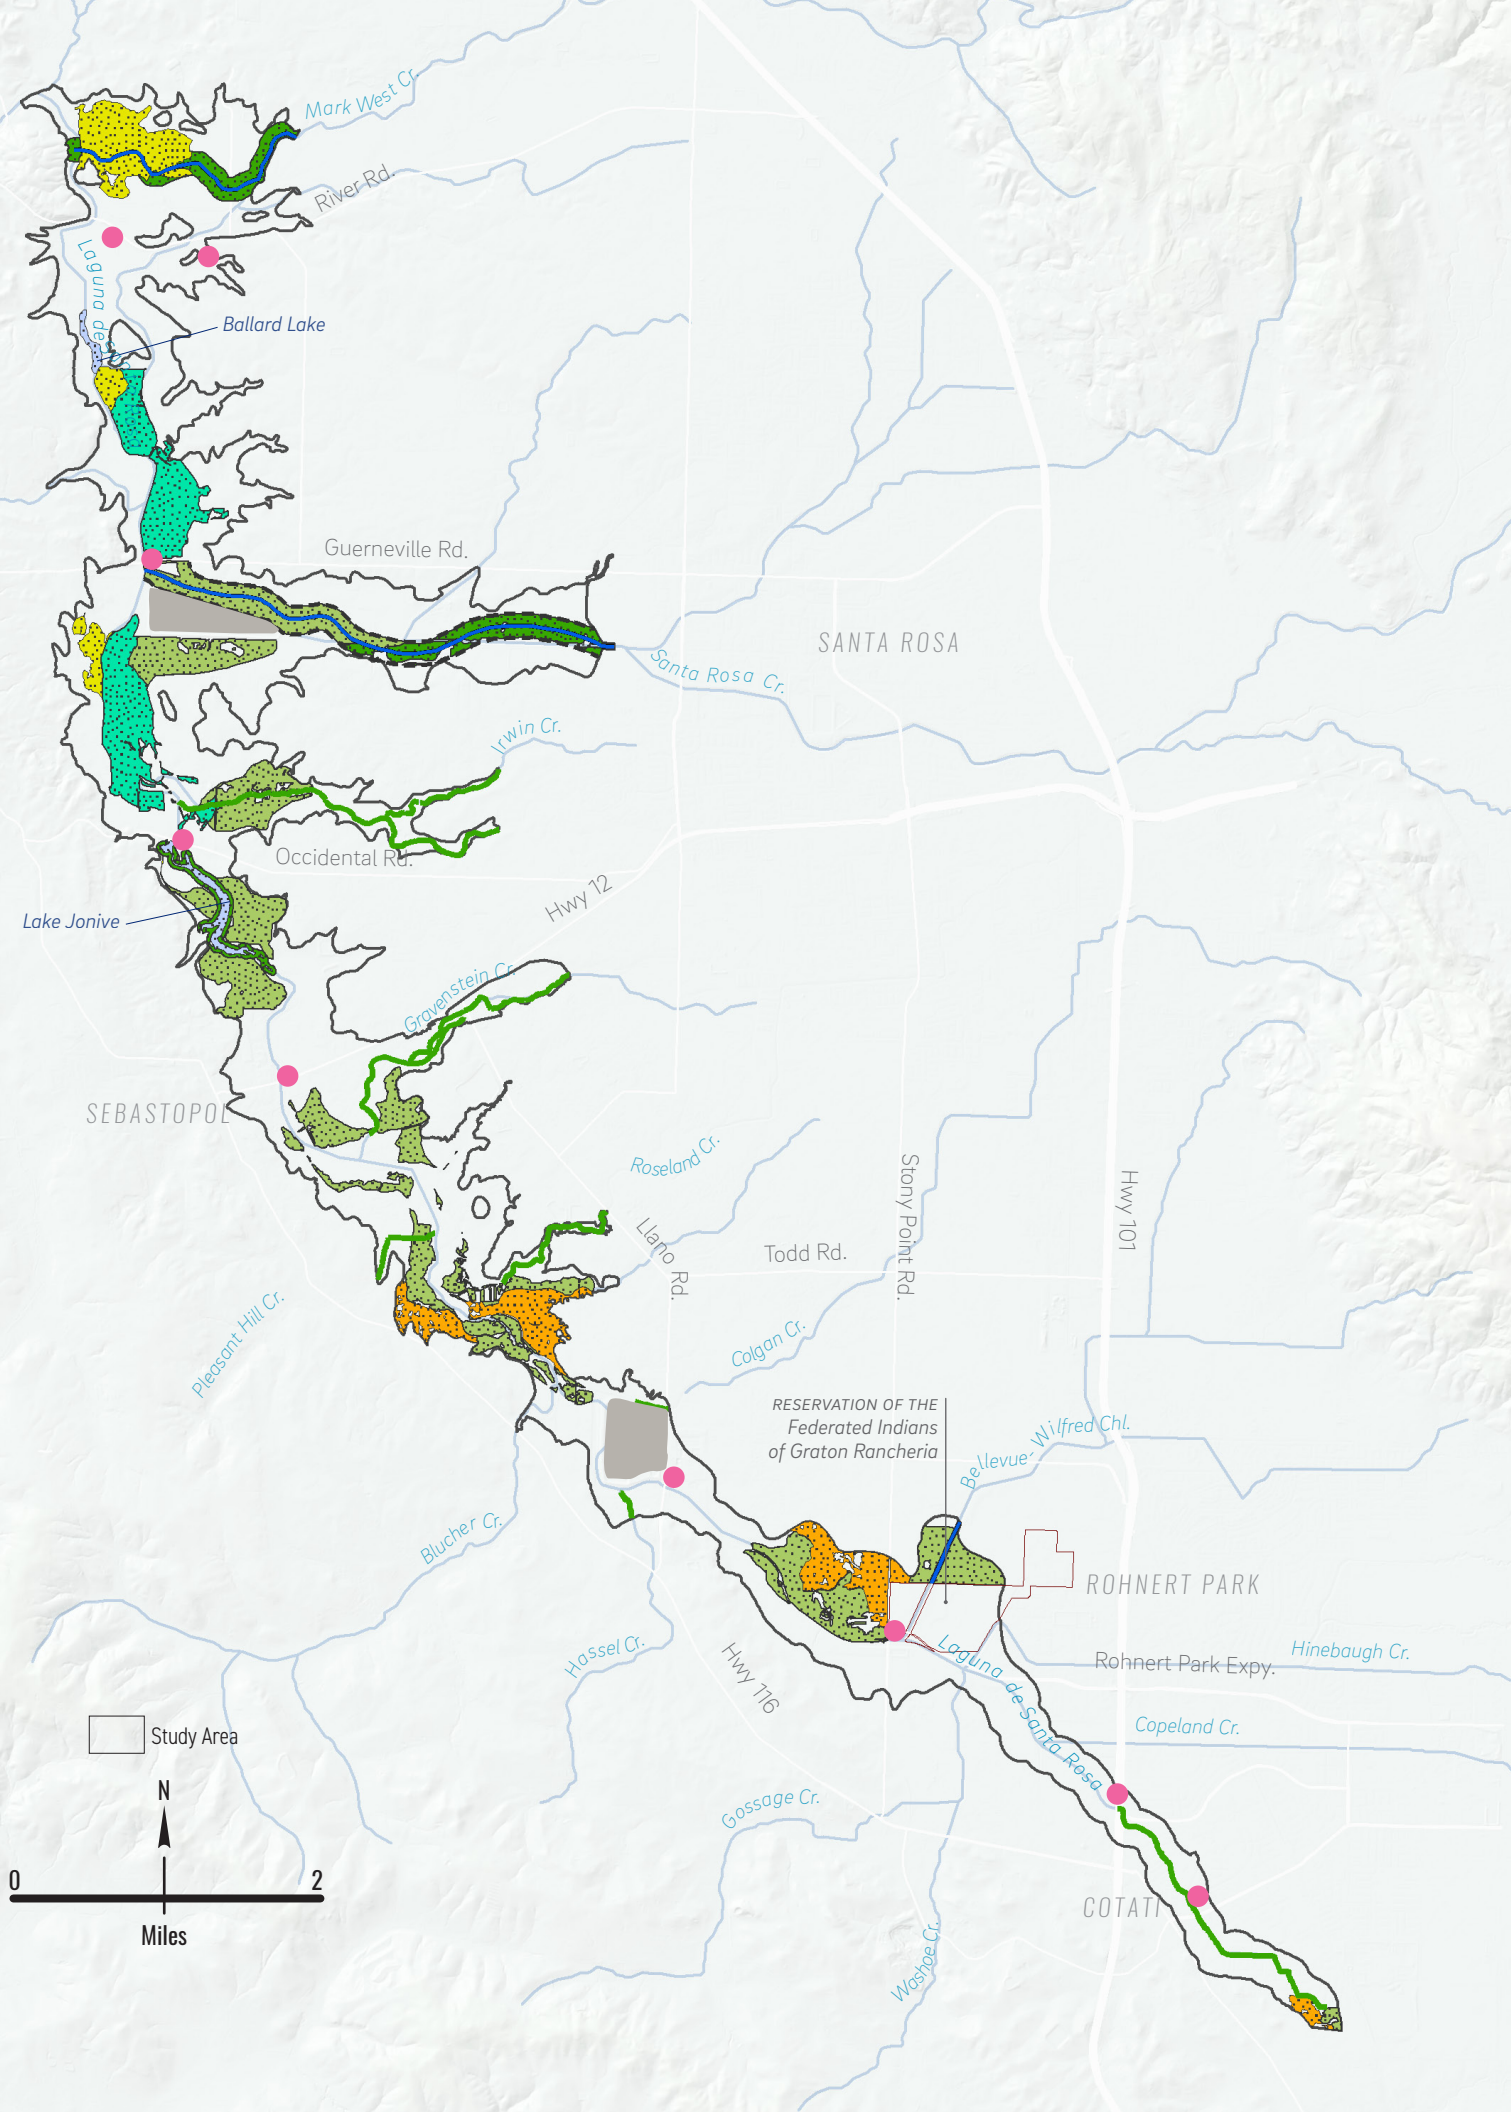 Mark West Cr.
River Rd.
Laguna de
Ballard Lake
Guerneville Rd.
SANTA ROSA
Santa Rosa Cr.
Irwin Cr.
Occidental Rd.
Hwy 12
Lake Jonive
Gravenstein Cr.
SEBASTOPOL
Roseland Cr.
Stony Point Rd.
Hwy 101
Llano Rd.
Todd Rd.
Pleasant Hill Cr.
Colgan Cr.
RESERVATION OF THE
Federated Indians
of Graton Rancheria
Bellevue-Wilfred Chl.
Blucher Cr.
ROHNERT PARK
Hassel Cr.
Hwy 116
Laguna de Santa Rosa
Hinebaugh Cr.
Rohnert Park Expy.
Copeland Cr.
Study Area
N
Gossage Cr.
0 2
Miles
COTATI
Washoe Cr.